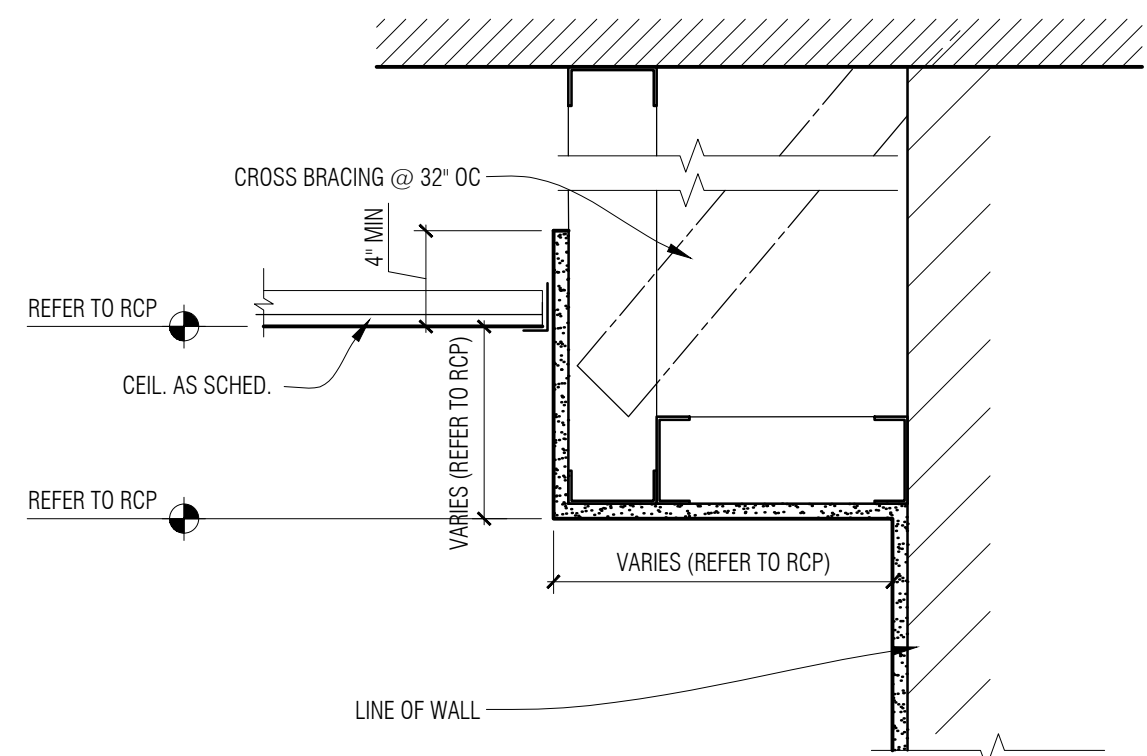 CROSS BRACING @ 32" OC
4" MIN
REFER TO RCP
CEIL. AS SCHED.
VARIES (REFER TO RCP)
REFER TO RCP
VARIES (REFER TO RCP)
LINE OF WALL